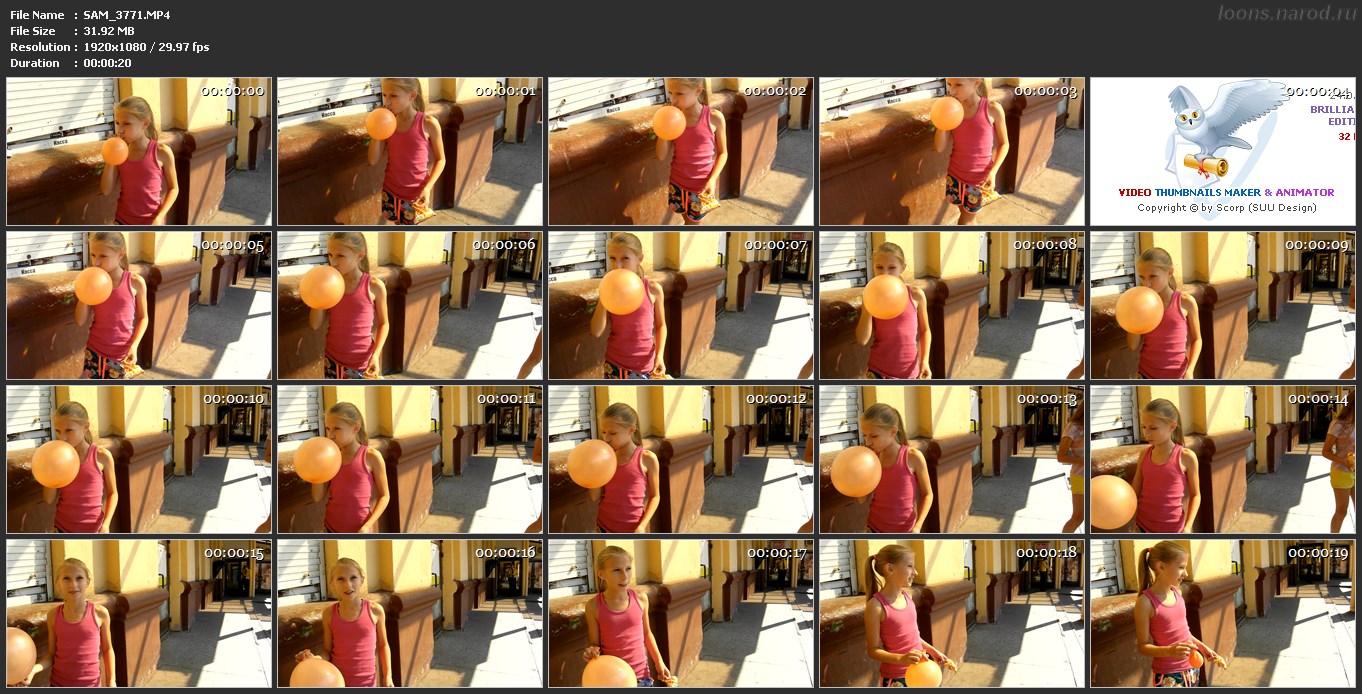 File Name : SAM_3771.MP4
File Size : 31.92 MB
Resolution : 1920x1080 / 29.97 fps
Duration : 00:00:20
loons.narod.ru
00:00:00
Касса
00:00:01
Касса
00:00:02
Касса
00:00:03
Касса
00:00:04
BRILLIA
EDITI
32
VIDEO THUMBNAILS MAKER & ANIMATOR
Copyright © by Scorp (SUU Design)
00:00:05
Касса
00:00:06
00:00:07
00:00:08
00:00:09
00:00:10
00:00:11
00:00:12
00:00:13
00:00:14
00:00:15
00:00:16
00:00:17
00:00:18
00:00:19